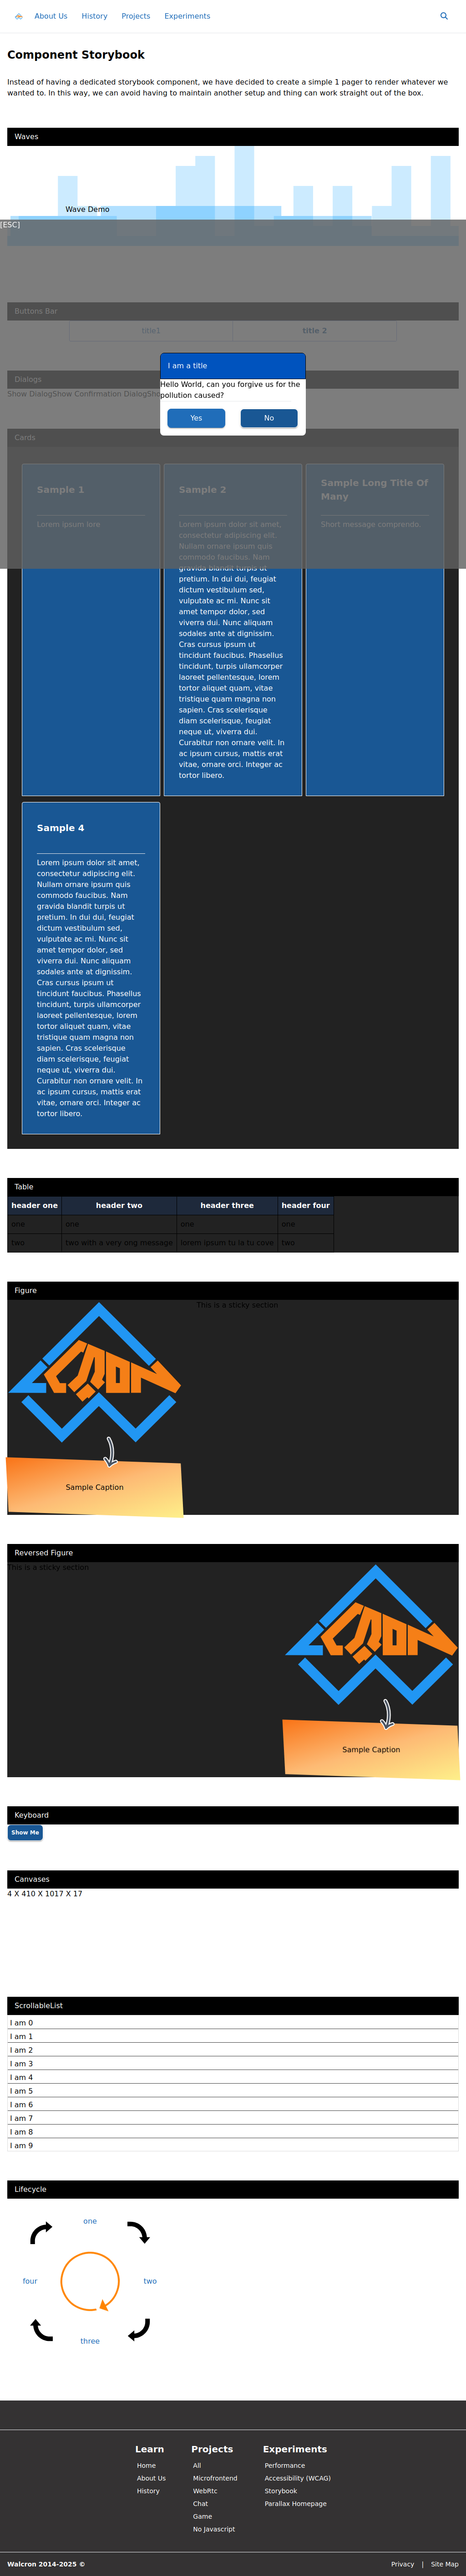 About Us History Projects Experiments
Component Storybook
Instead of having a dedicated storybook component, we have decided to create a simple 1 pager to render whatever we
wanted to. In this way, we can avoid having to maintain another setup and thing can work straight out of the box.
Waves
Wave Demo
[ESC]
Buttons Bar
title1 title 2
Dialogs
Show DialogShow Confirmation DialogSho
I am a title
Hello World, can you forgive us for the
pollution caused?
Yes No
Cards
Sample 1
Lorem ipsum lore
Sample 2
Lorem ipsum dolor sit amet,
consectetur adipiscing elit.
Nullam ornare ipsum quis
commodo faucibus. Nam
gravida blandit turpis ut
pretium. In dui dui, feugiat
dictum vestibulum sed,
vulputate ac mi. Nunc sit
amet tempor dolor, sed
viverra dui. Nunc aliquam
sodales ante at dignissim.
Cras cursus ipsum ut
tincidunt faucibus. Phasellus
tincidunt, turpis ullamcorper
laoreet pellentesque, lorem
tortor aliquet quam, vitae
tristique quam magna non
sapien. Cras scelerisque
diam scelerisque, feugiat
neque ut, viverra dui.
Curabitur non ornare velit. In
ac ipsum cursus, mattis erat
vitae, ornare orci. Integer ac
tortor libero.
Sample Long Title Of
Many
Short message comprendo
Sample 4
Lorem ipsum dolor sit amet,
consectetur adipiscing elit.
Nullam ornare ipsum quis
commodo faucibus. Nam
gravida blandit turpis ut
pretium. In dui dui, feugiat
dictum vestibulum sed,
vulputate ac mi. Nunc sit
amet tempor dolor, sed
viverra dui. Nunc aliquam
sodales ante at dignissim.
Cras cursus ipsum ut
tincidunt faucibus. Phasellus
tincidunt, turpis ullamcorper
laoreet pellentesque, lorem
tortor aliquet quam, vitae
tristique quam magna non
sapien. Cras scelerisque
diam scelerisque, feugiat
neque ut, viverra dui.
Curabitur non ornare velit. In
ac ipsum cursus, mattis erat
vitae, ornare orci. Integer ac
tortor libero.
Table
header one header two header three header four
one one one one
two two with a very ong message lorem ipsum tu la tu cove two
Figure
This is a sticky section
Sample Caption
Reversed Figure
This is a sticky section
Sample Caption
Keyboard
Show Me
Canvases
4 X 410 X 1017 X 17
ScrollableList
I am 0
I am 1
I am 2
I am 3
I am 4
I am 5
I am 6
I am 7
I am 8
I am 9
Lifecycle
one
four two
three
Learn Projects Experiments
Home All Performance
About Us Microfrontend Accessibility (WCAG)
History WebRtc Storybook
Chat Parallax Homepage
Game
No Javascript
Walcron 2014-2025 © Privacy | Site Map